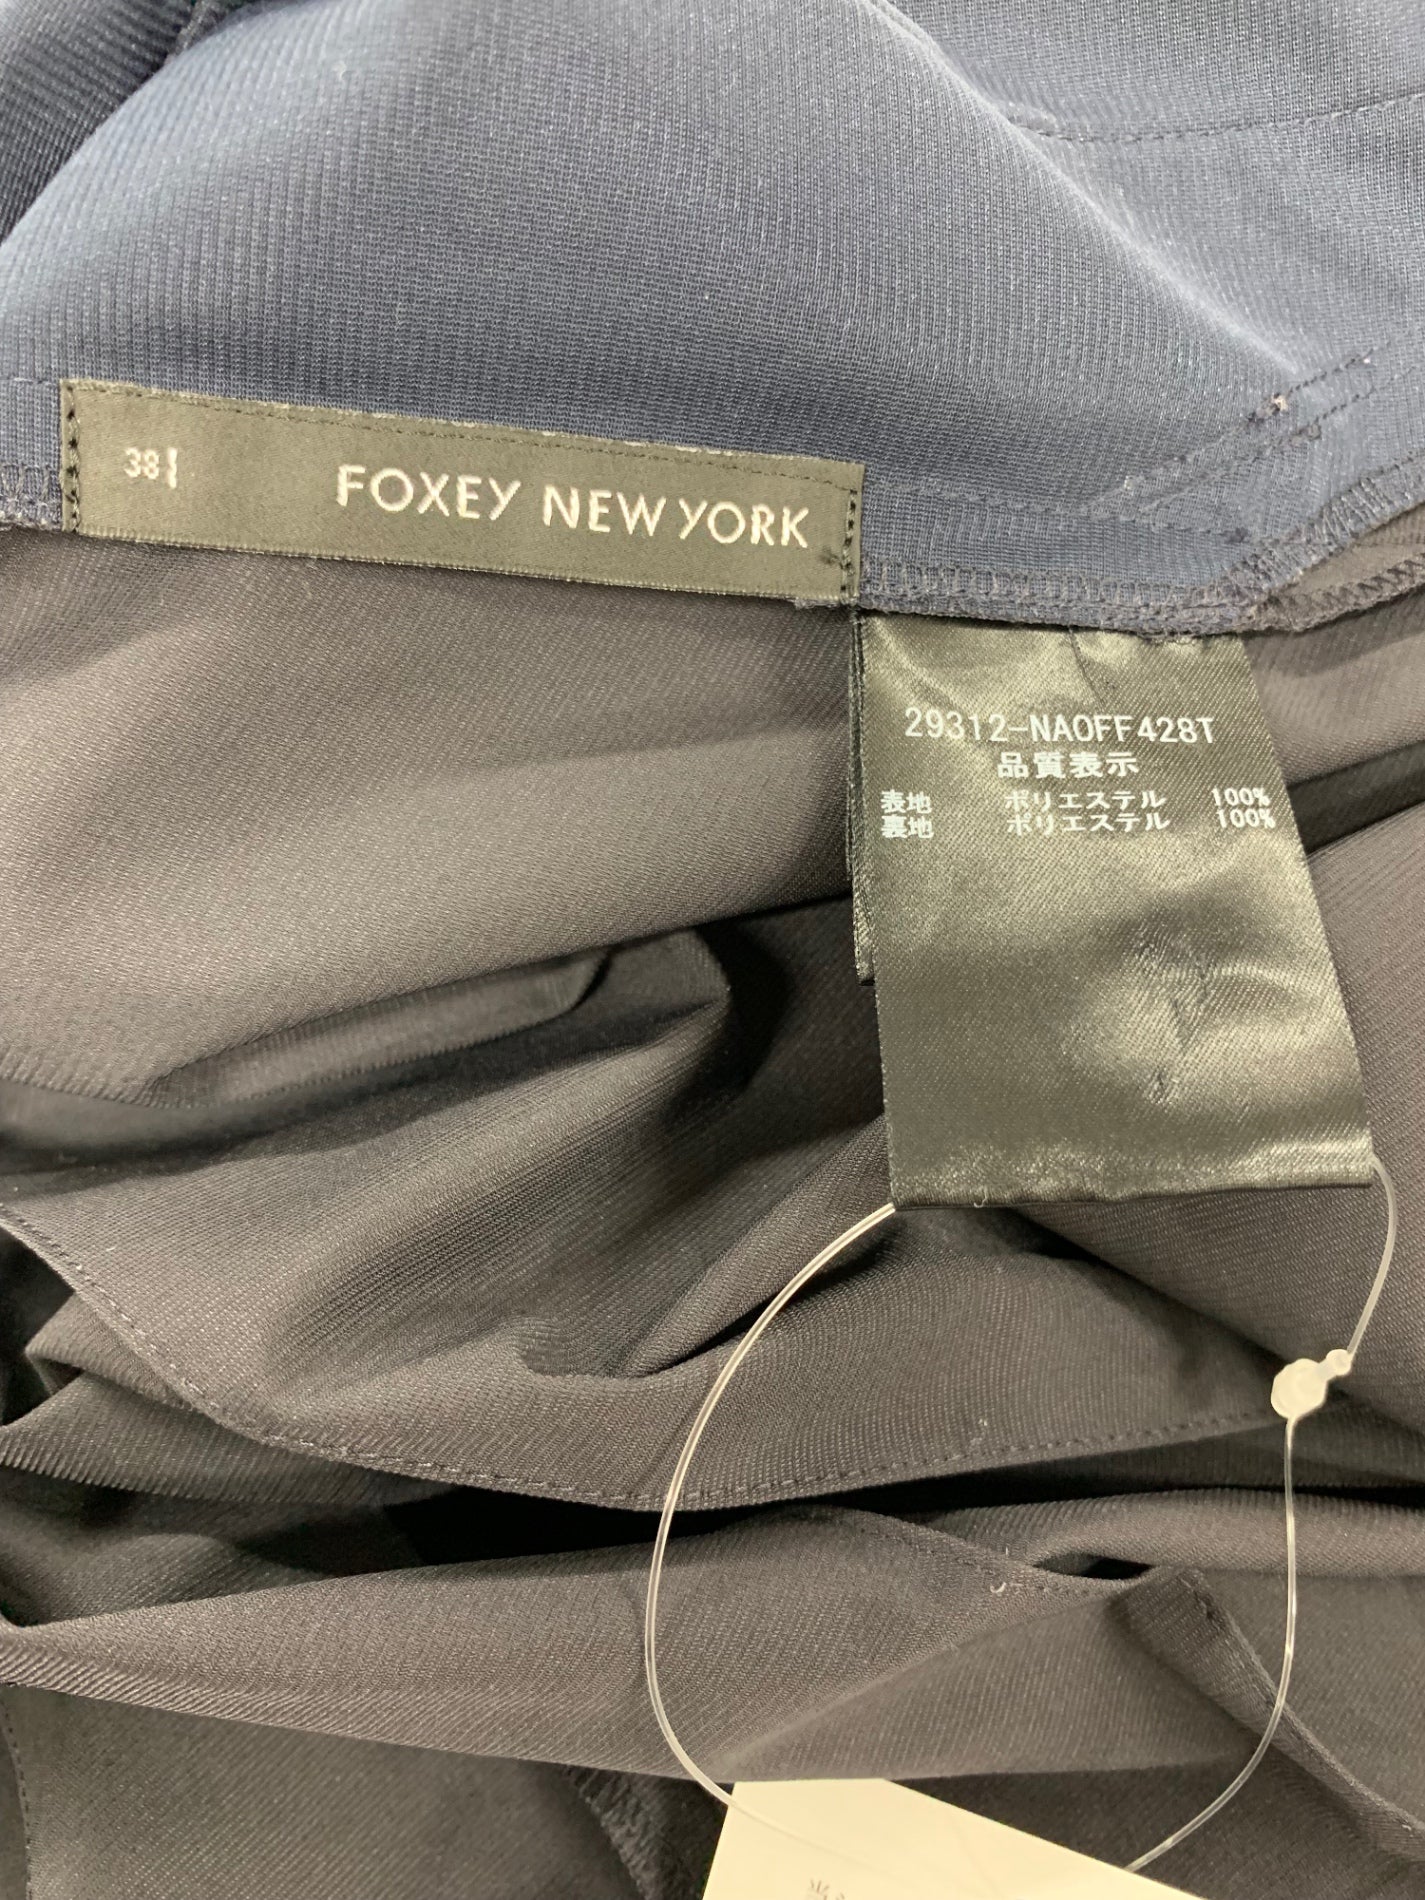 38
FOXEY NEW YORK
29312-NAOFF428T
品質表示
表地 ポリエステル 100%
裏地 ポリエステル 100%